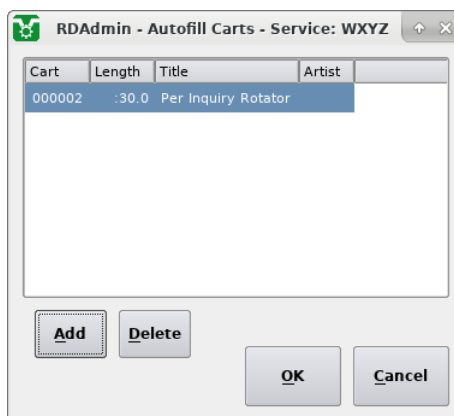 RDAdmin - Autofill Carts - Service: WXYZ
Cart Length Title Artist
000002 :30.0 Per Inquiry Rotator
Add Delete
OK Cancel